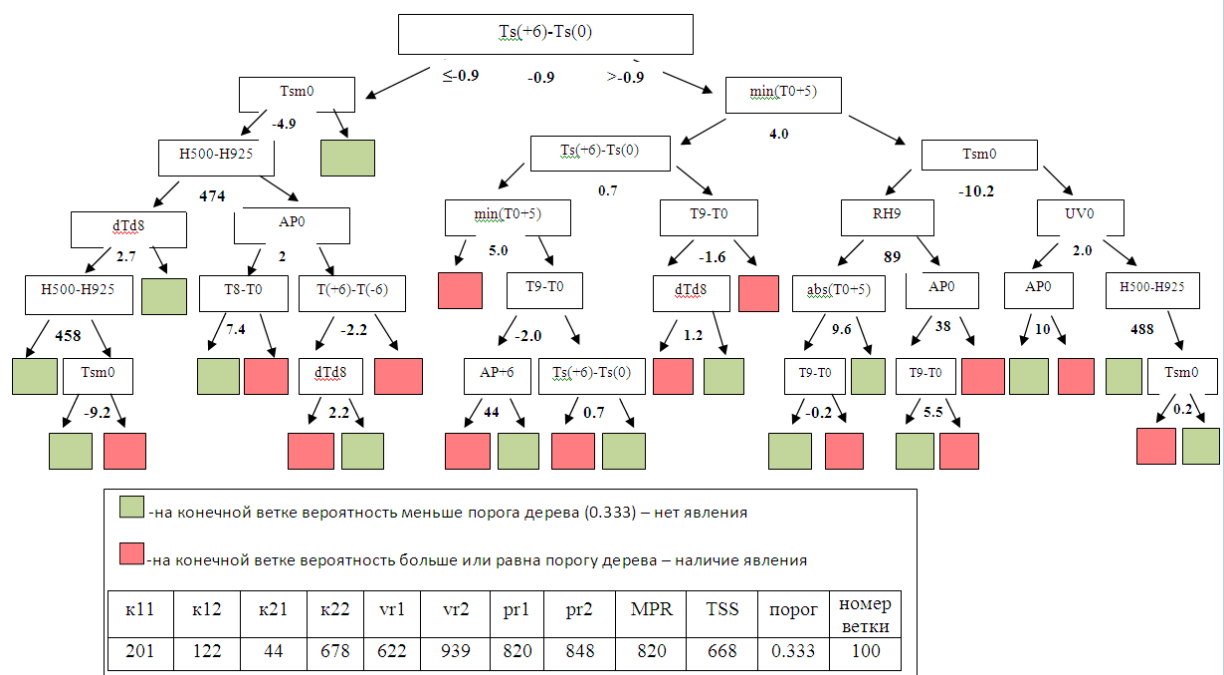 Ts(+6)-Ts(0)
≤-0.9 -0.9 >-0.9
Tsm0 min(T0+5)
-4.9 4.0
H500-H925 Ts(+6)-Ts(0) Tsm0
474 0.7 -10.2
dTd8 AP0 min(T0+5) T9-T0 RH9 UV0
2.7 2 5.0 -1.6 89 2.0
H500-H925 T8-T0 T(+6)-T(-6) T9-T0 dTd8 abs(T0+5) AP0 AP0 H500-H925
458 7.4 -2.2 -2.0 1.2 9.6 38 10 488
Tsm0 dTd8 AP+6 Ts(+6)-Ts(0) T9-T0 T9-T0 Tsm0
-9.2 2.2 44 0.7 -0.2 5.5 0.2
-на конечной ветке вероятность меньше порога дерева (0.333) – нет явления
-на конечной ветке вероятность больше или равна порогу дерева – наличие явления
к11 к12 к21 к22 vr1 vr2 pr1 pr2 MPR TSS порог номер
ветки
201 122 44 678 622 939 820 848 820 668 0.333 100